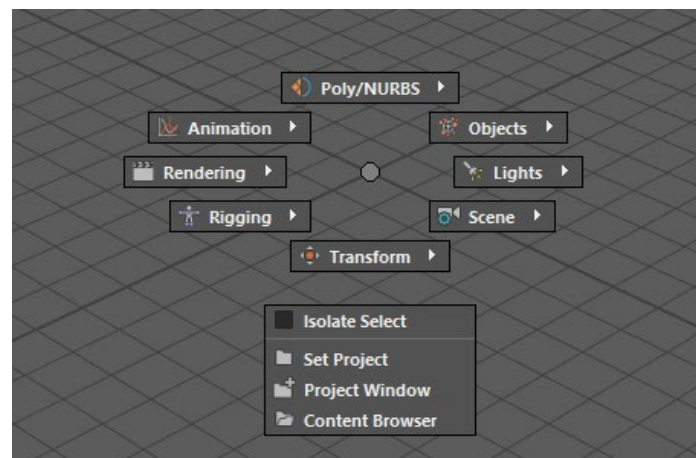 Poly/NURBS
Animation
Objects
Rendering
Lights
Rigging
Scene
Transform
Isolate Select
Set Project
Project Window
Content Browser